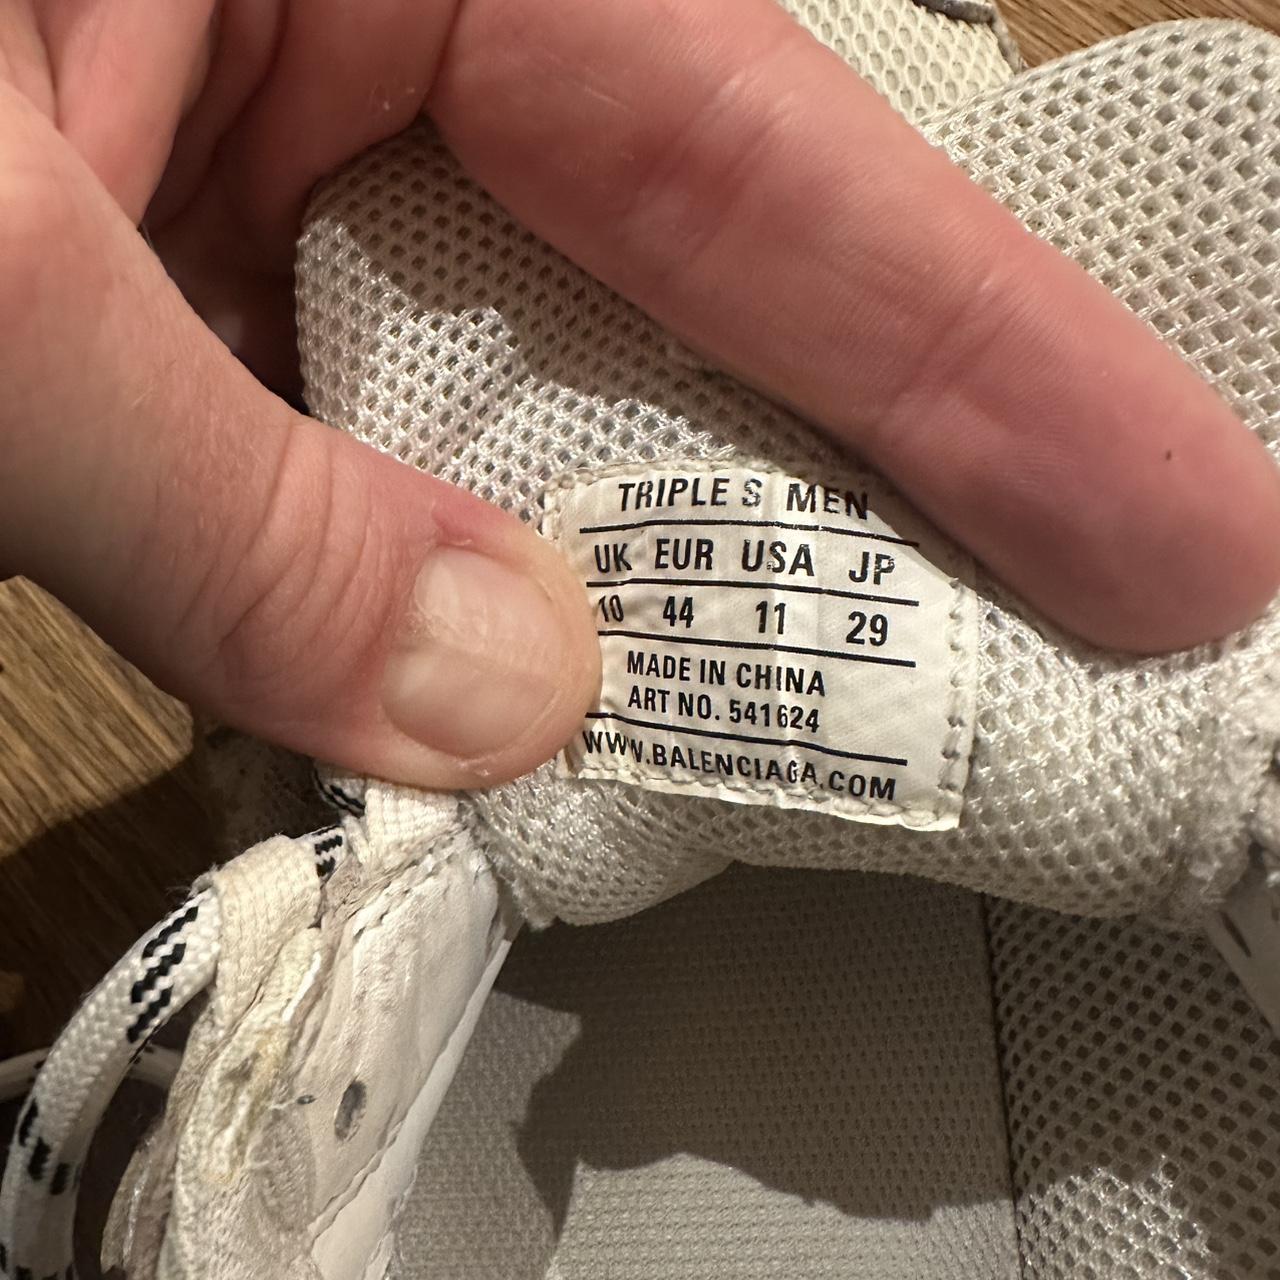 TRIPLE S MEN
UK EUR USA JP
10 44 11 29
MADE IN CHINA
ART NO. 541624
WWW.BALENCIAGA.COM